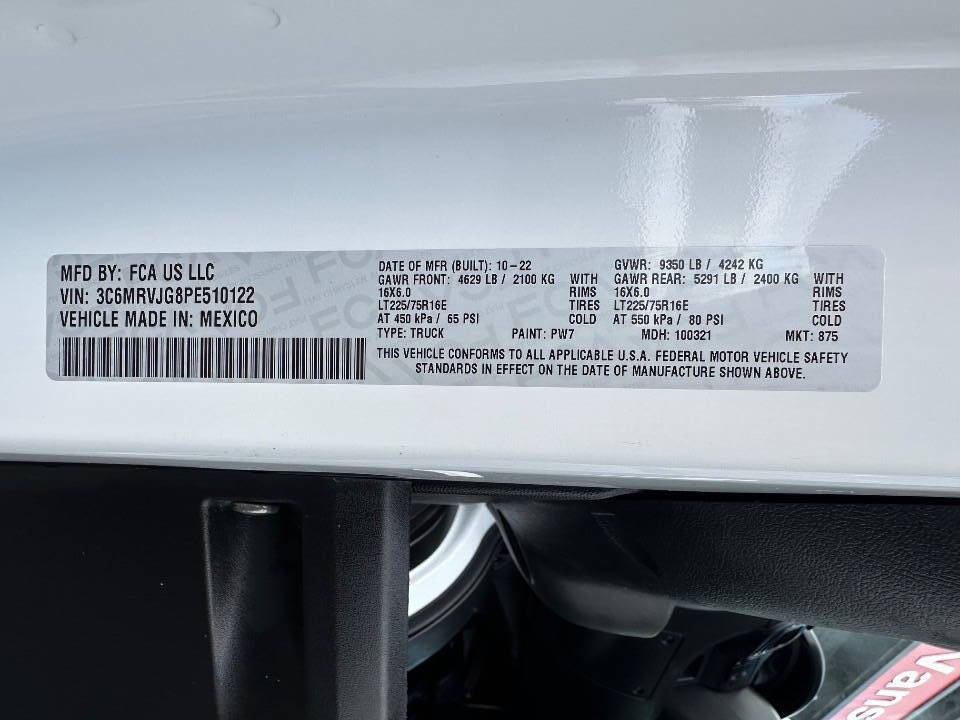 MFD BY: FCA US LLC
VIN: 3C6MRVJG8PE510122
VEHICLE MADE IN: MEXICO
DATE OF MFR (BUILT): 10-22 GVWR: 9350 LB / 4242 KG
GAWR FRONT: 4629 LB / 2100 KG WITH GAWR REAR: 5291 LB / 2400 KG WITH
16X6.0 RIMS 16X6.0 RIMS
LT225/75R16E TIRES LT225/75R16E TIRES
AT 450 kPa / 65 PSI COLD AT 550 kPa / 80 PSI COLD
TYPE: TRUCK PAINT: PW7 MDH: 100321 MKT: 875
THIS VEHICLE CONFORMS TO ALL APPLICABLE U.S.A. FEDERAL MOTOR VEHICLE SAFETY
STANDARDS IN EFFECT ON THE DATE OF MANUFACTURE SHOWN ABOVE.